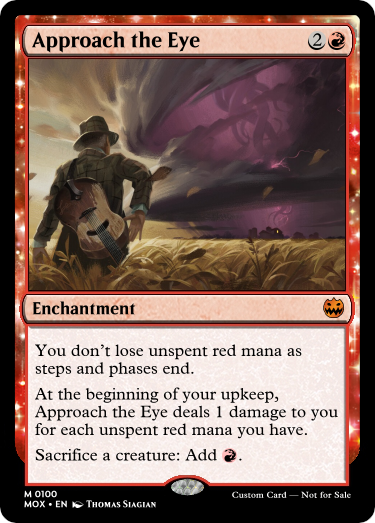 Approach the Eye 2
Enchantment
You don't lose unspent red mana as
steps and phases end.
At the beginning of your upkeep,
Approach the Eye deals 1 damage to you
for each unspent red mana you have.
Sacrifice a creature: Add .
M 0100
MOX • EN Thomas Siagian
Custom Card — Not for Sale